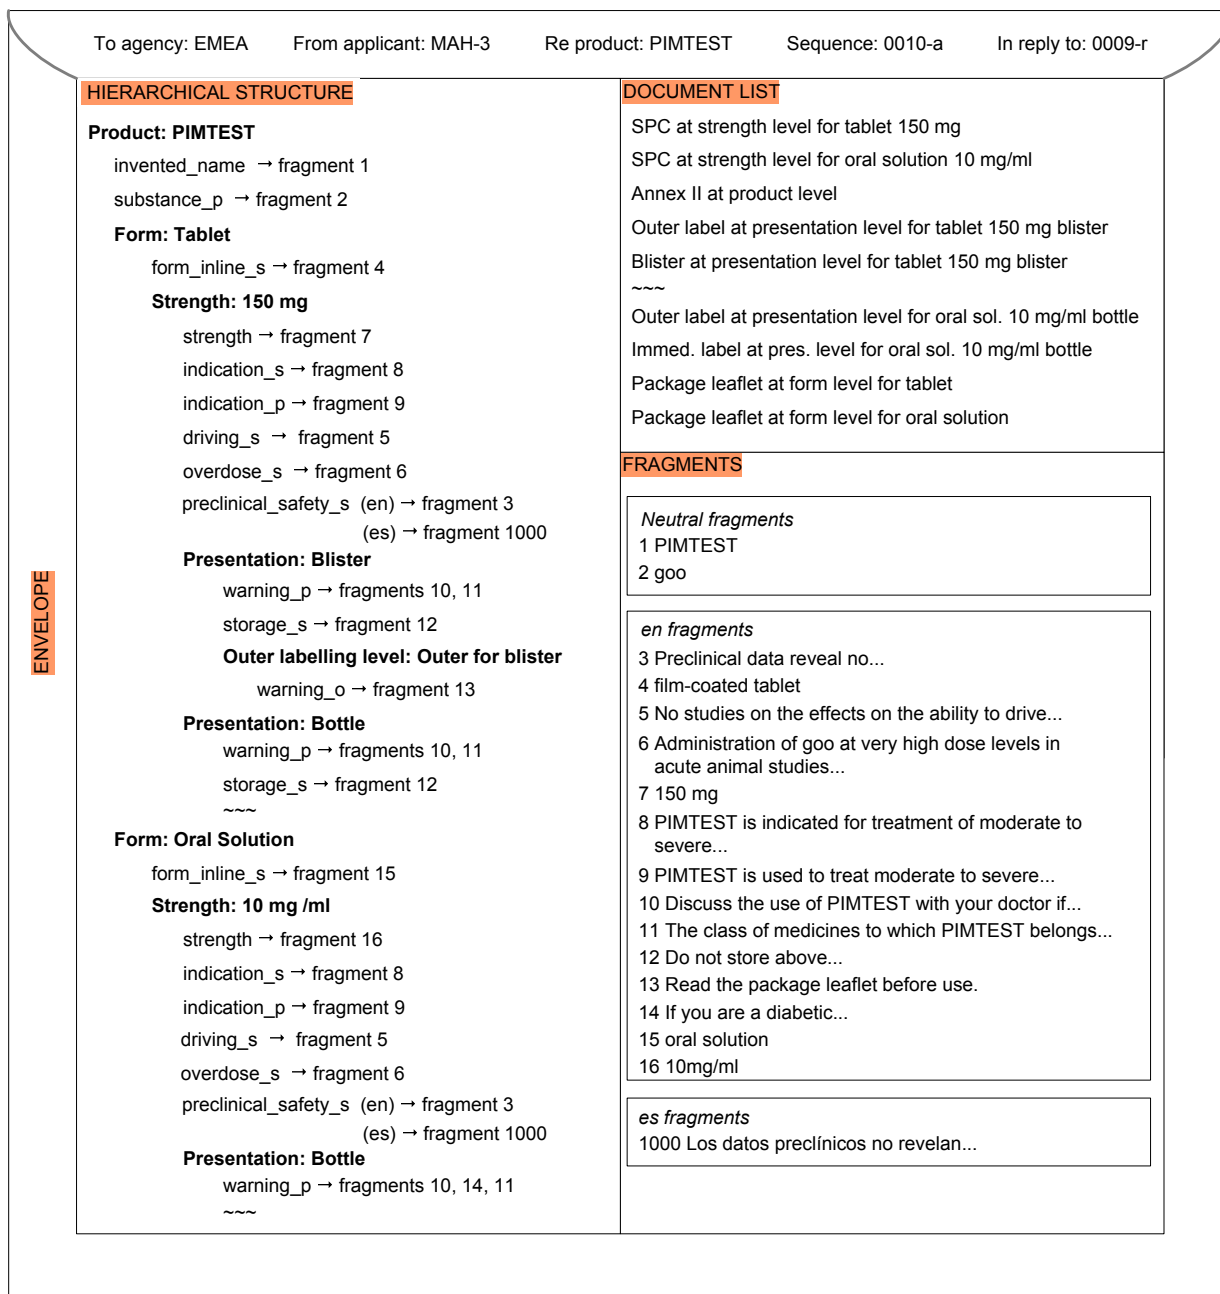 To agency: EMEA From applicant: MAH-3 Re product: PIMTEST Sequence: 0010-a In reply to: 0009-r
ENVELOPE
HIERARCHICAL STRUCTURE
Product: PIMTEST
invented_name → fragment 1
substance_p → fragment 2
Form: Tablet
form_inline_s → fragment 4
Strength: 150 mg
strength → fragment 7
indication_s → fragment 8
indication_p → fragment 9
driving_s → fragment 5
overdose_s → fragment 6
preclinical_safety_s (en) → fragment 3
(es) → fragment 1000
Presentation: Blister
warning_p → fragments 10, 11
storage_s → fragment 12
Outer labelling level: Outer for blister
warning_o → fragment 13
Presentation: Bottle
warning_p → fragments 10, 11
storage_s → fragment 12
~~~
Form: Oral Solution
form_inline_s → fragment 15
Strength: 10 mg /ml
strength → fragment 16
indication_s → fragment 8
indication_p → fragment 9
driving_s → fragment 5
overdose_s → fragment 6
preclinical_safety_s (en) → fragment 3
(es) → fragment 1000
Presentation: Bottle
warning_p → fragments 10, 14, 11
~~~
DOCUMENT LIST
SPC at strength level for tablet 150 mg
SPC at strength level for oral solution 10 mg/ml
Annex II at product level
Outer label at presentation level for tablet 150 mg blister
Blister at presentation level for tablet 150 mg blister
~~~
Outer label at presentation level for oral sol. 10 mg/ml bottle
Immed. label at pres. level for oral sol. 10 mg/ml bottle
Package leaflet at form level for tablet
Package leaflet at form level for oral solution
FRAGMENTS
Neutral fragments
1 PIMTEST
2 goo
en fragments
3 Preclinical data reveal no...
4 film-coated tablet
5 No studies on the effects on the ability to drive...
6 Administration of goo at very high dose levels in
acute animal studies...
7 150 mg
8 PIMTEST is indicated for treatment of moderate to
severe...
9 PIMTEST is used to treat moderate to severe...
10 Discuss the use of PIMTEST with your doctor if...
11 The class of medicines to which PIMTEST belongs...
12 Do not store above...
13 Read the package leaflet before use.
14 If you are a diabetic...
15 oral solution
16 10mg/ml
es fragments
1000 Los datos preclínicos no revelan...